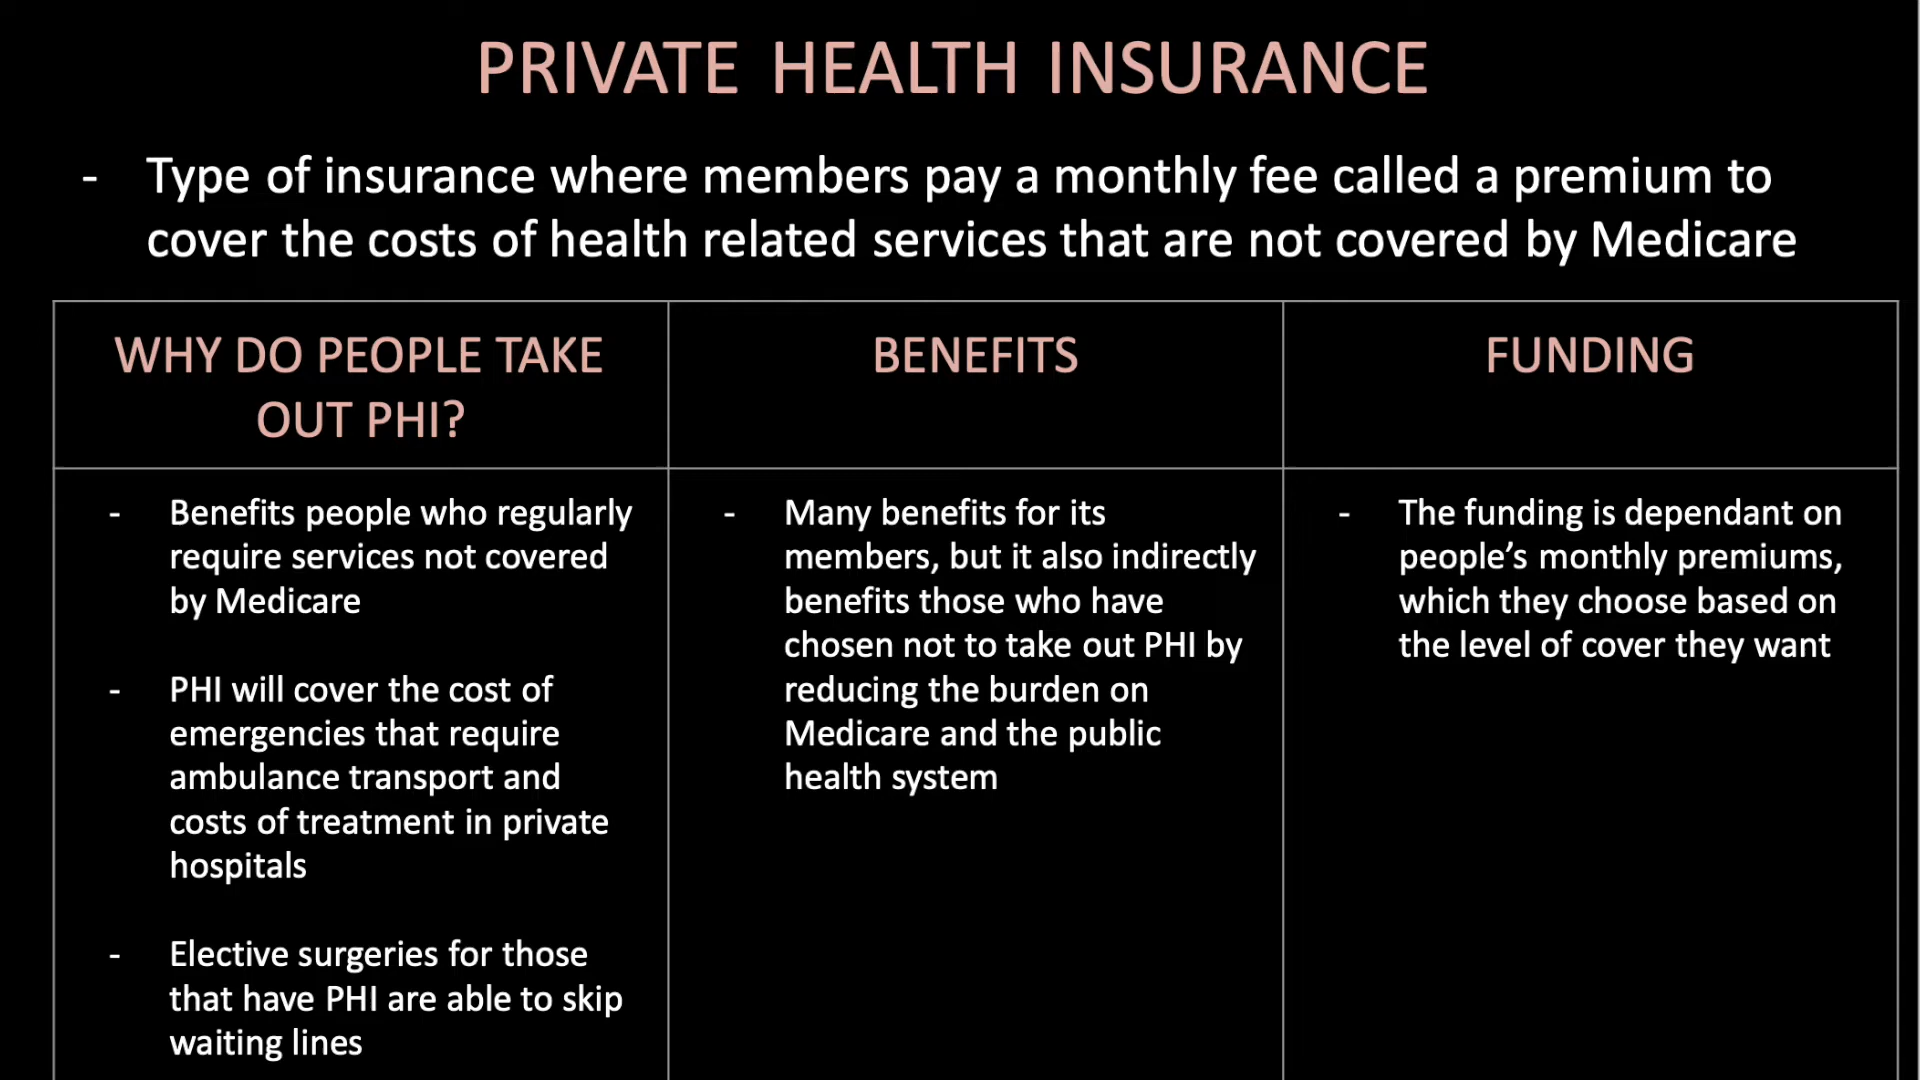 PRIVATE HEALTH INSURANCE
- Type of insurance where members pay a monthly fee called a premium to
cover the costs of health related services that are not covered by Medicare
WHY DO PEOPLE TAKE
OUT PHI?
- Benefits people who regularly
require services not covered
by Medicare
- PHI will cover the cost of
emergencies that require
ambulance transport and
costs of treatment in private
hospitals
- Elective surgeries for those
that have PHI are able to skip
waiting lines
BENEFITS
- Many benefits for its
members, but it also indirectly
benefits those who have
chosen not to take out PHI by
reducing the burden on
Medicare and the public
health system
FUNDING
- The funding is dependant on
people’s monthly premiums,
which they choose based on
the level of cover they want